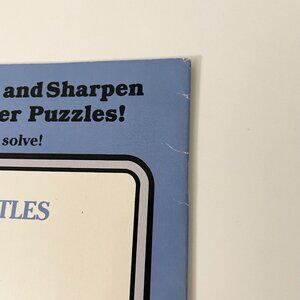 and Sharpen
er Puzzles!
solve!
TLES